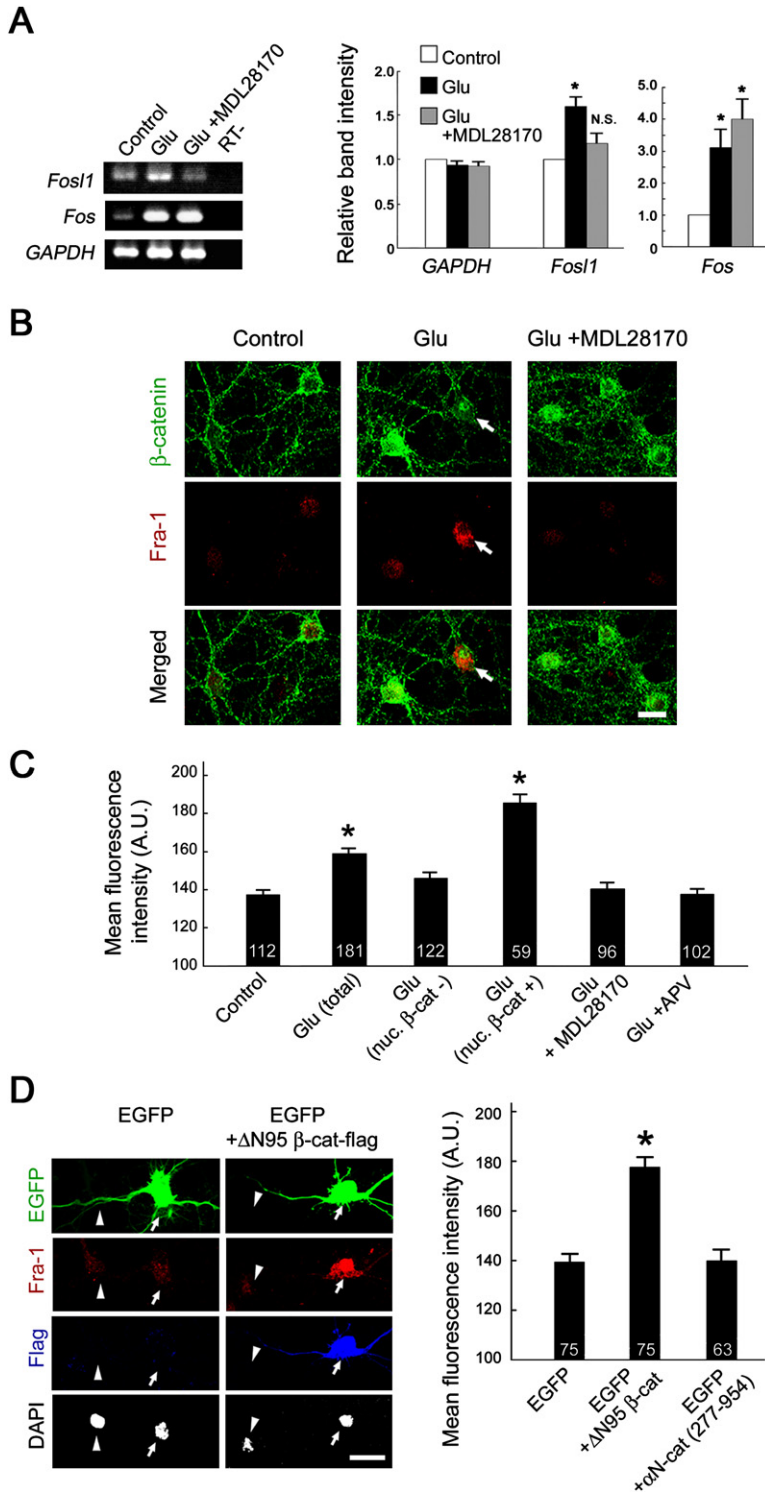 A
Control
Glu
Glu +MDL28170
RT-
Fosl1
Fos
GAPDH
Relative band intensity
2.0
1.5
1.0
0.5
0
Control
Glu
Glu
+MDL28170
*
N.S.
GAPDH
Fosl1
5.0
4.0
3.0
2.0
1.0
0
*
*
Fos
B
Control
Glu
Glu +MDL28170
β-catenin
Fra-1
Merged
C
Mean fluorescence
intensity (A.U.)
200
180
160
140
120
100
*
*
112
181
122
59
96
102
Control
Glu (total)
Glu
(nuc. β-cat -)
Glu
(nuc. β-cat +)
Glu
+ MDL28170
Glu +APV
D
EGFP
EGFP
+ΔN95 β-cat-flag
EGFP
Fra-1
Flag
DAPI
Mean fluorescence intensity (A.U.)
200
180
160
140
120
100
*
75
75
63
EGFP
EGFP
+ΔN95 β-cat
EGFP
+αN-cat (277-954)